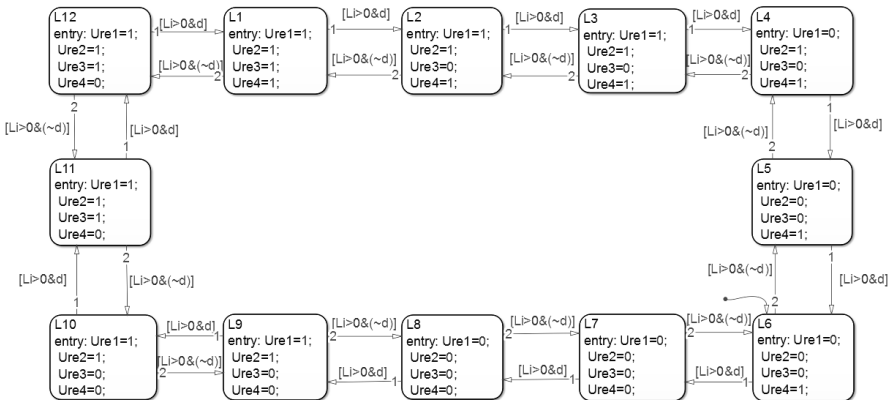 L12
entry: Ure1=1;
Ure2=1;
Ure3=1;
Ure4=0;
1 [Li>0&d]
[Li>0&(~d)] 2
L1
entry: Ure1=1;
Ure2=1;
Ure3=1;
Ure4=1;
[Li>0&d]
1
[Li>0&(~d)]
2
L2
entry: Ure1=1;
Ure2=1;
Ure3=0;
Ure4=1;
1 [Li>0&d]
[Li>0&(~d)]
2
L3
entry: Ure1=1;
Ure2=1;
Ure3=0;
Ure4=1;
[Li>0&d]
1
[Li>0&(~d)]
2
L4
entry: Ure1=0;
Ure2=1;
Ure3=0;
Ure4=1;
2
[Li>0&(~d)]
[Li>0&d]
1
1
[Li>0&d]
[Li>0&(~d)]
2
L11
entry: Ure1=1;
Ure2=1;
Ure3=1;
Ure4=0;
L5
entry: Ure1=0;
Ure2=0;
Ure3=0;
Ure4=1;
2
[Li>0&d]
[Li>0&(~d)]
1
1
[Li>0&(~d)]
[Li>0&d]
2
L10
entry: Ure1=1;
Ure2=1;
Ure3=0;
Ure4=0;
[Li>0&d] 1
[Li>0&(~d)]
2
L9
entry: Ure1=1;
Ure2=1;
Ure3=0;
Ure4=0;
[Li>0&(~d)]
2
[Li>0&d]
1
L8
entry: Ure1=0;
Ure2=0;
Ure3=0;
Ure4=0;
[Li>0&(~d)]
2
[Li>0&d]
1
L7
entry: Ure1=0;
Ure2=0;
Ure3=0;
Ure4=0;
[Li>0&(~d)]
2
[Li>0&d]
1
L6
entry: Ure1=0;
Ure2=0;
Ure3=0;
Ure4=1;